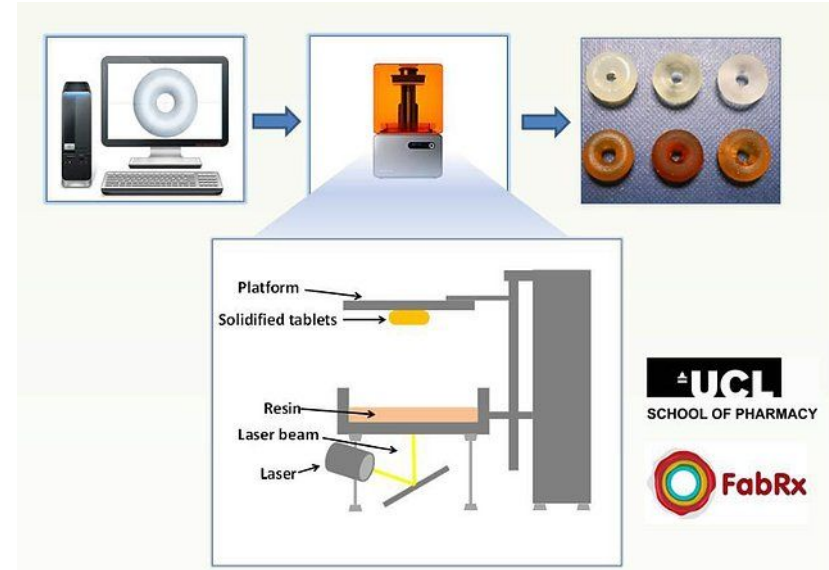 Platform
Solidified tablets
Resin
Laser beam
Laser
UCL
SCHOOL OF PHARMACY
FabRx